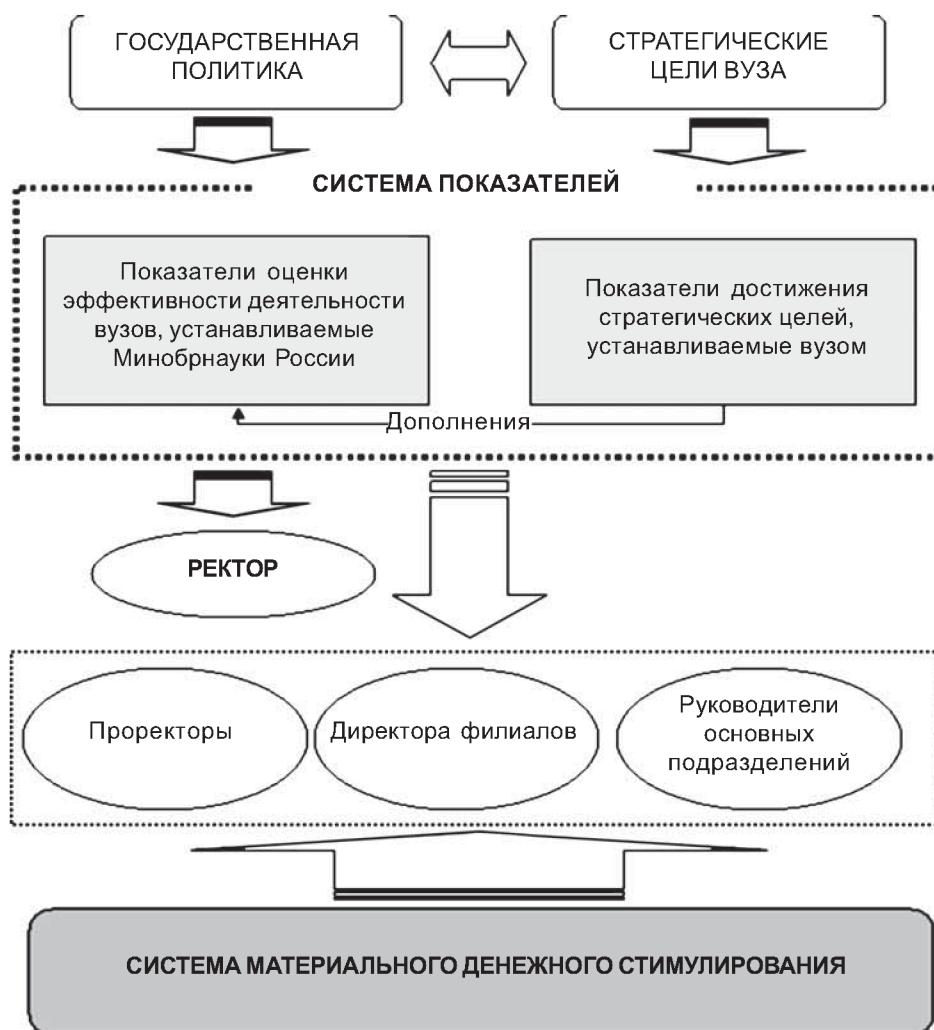 ГОСУДАРСТВЕННАЯ
ПОЛИТИКА
СТРАТЕГИЧЕСКИЕ
ЦЕЛИ ВУЗА
СИСТЕМА ПОКАЗАТЕЛЕЙ
Показатели оценки
эффективности деятельности
вузов, устанавливаемые
Минобрнауки России
Показатели достижения
стратегических целей,
устанавливаемые вузом
Дополнения
РЕКТОР
Проректоры
Директора филиалов
Руководители
основных
подразделений
СИСТЕМА МАТЕРИАЛЬНОГО ДЕНЕЖНОГО СТИМУЛИРОВАНИЯ